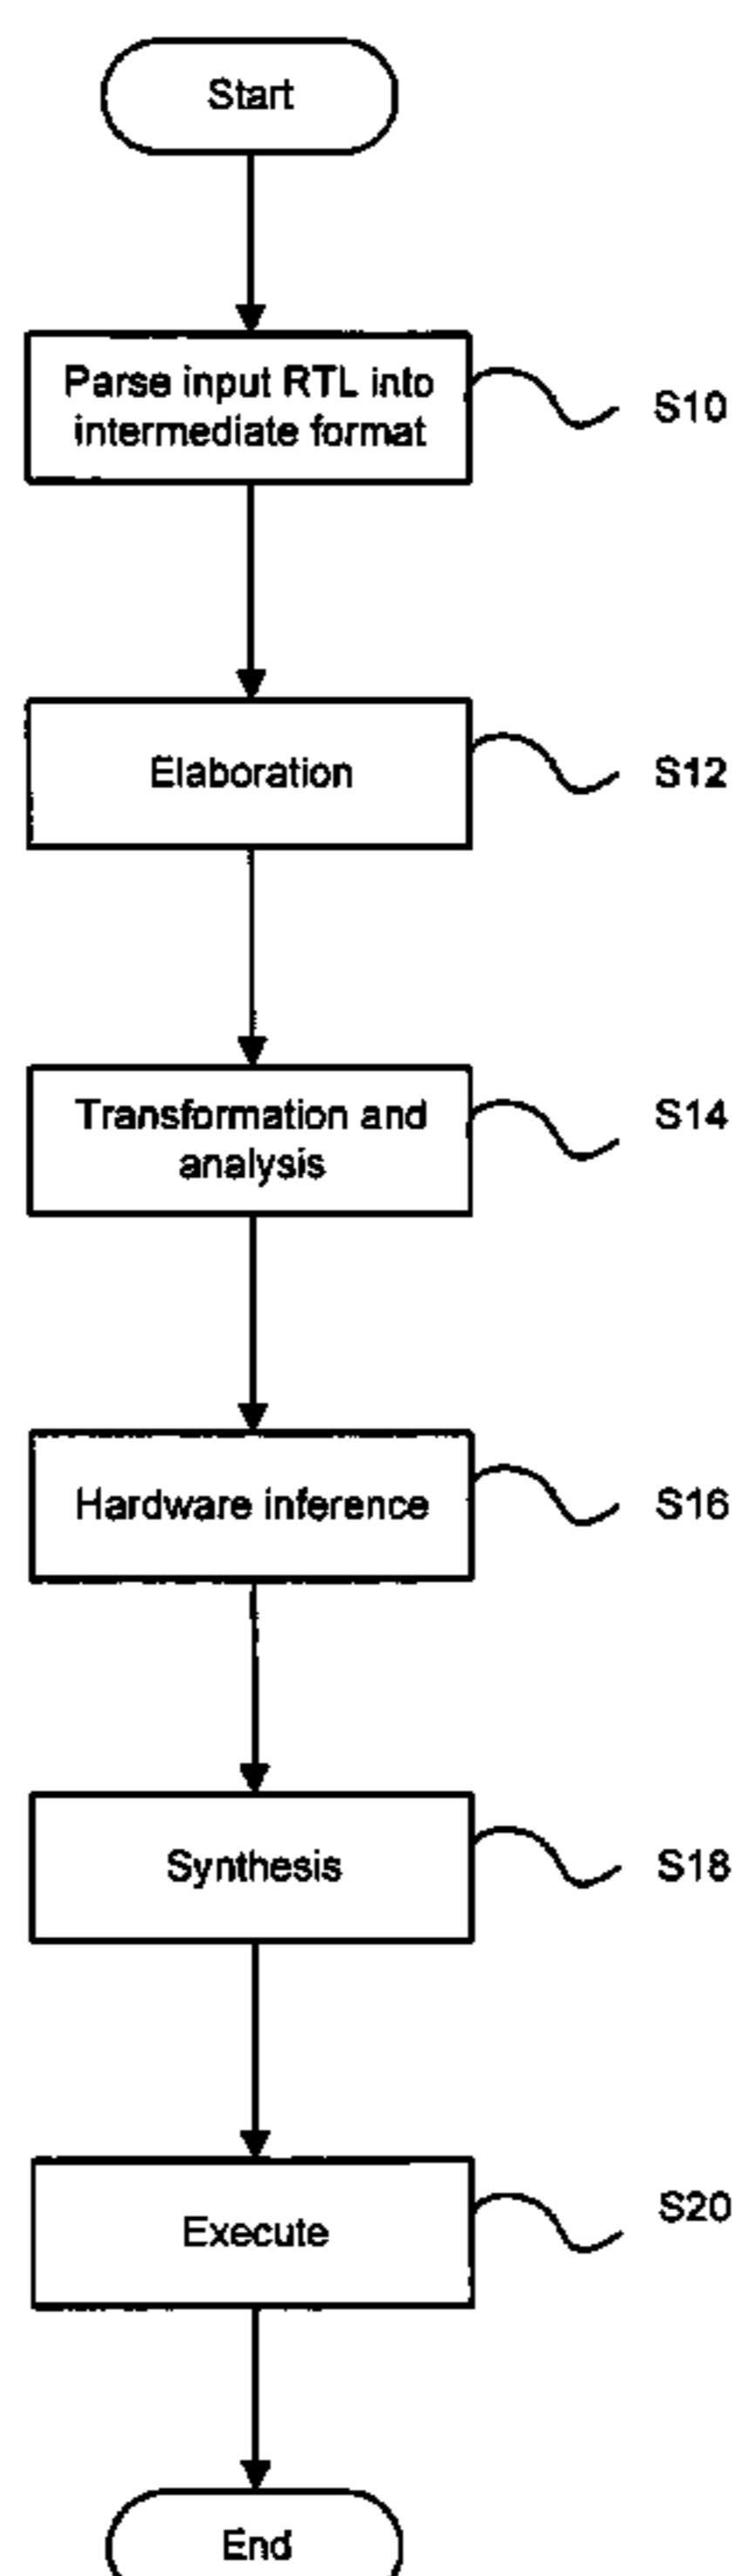 Start
Parse input RTL into
intermediate format
S10
Elaboration
S12
Transformation and
analysis
S14
Hardware inference
S16
Synthesis
S18
Execute
S20
End